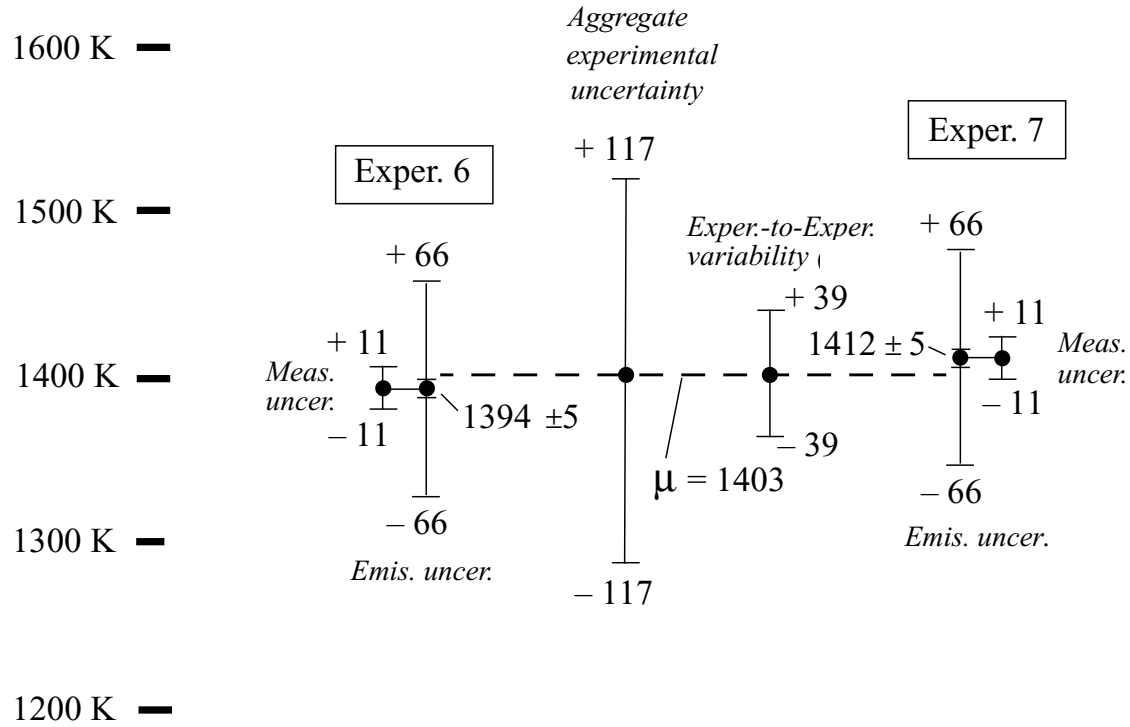 1600 K
1500 K
1400 K
1300 K
1200 K
Exper. 6
+ 66
+ 11
Meas.
uncer.
– 11
1394 ±5
– 66
Emis. uncer.
Aggregate
experimental
uncertainty
+ 117
– 117
μ = 1403
Exper.-to-Exper.
variability (
+ 39
– 39
Exper. 7
+ 66
1412 ± 5
+ 11
Meas.
uncer.
– 11
– 66
Emis. uncer.